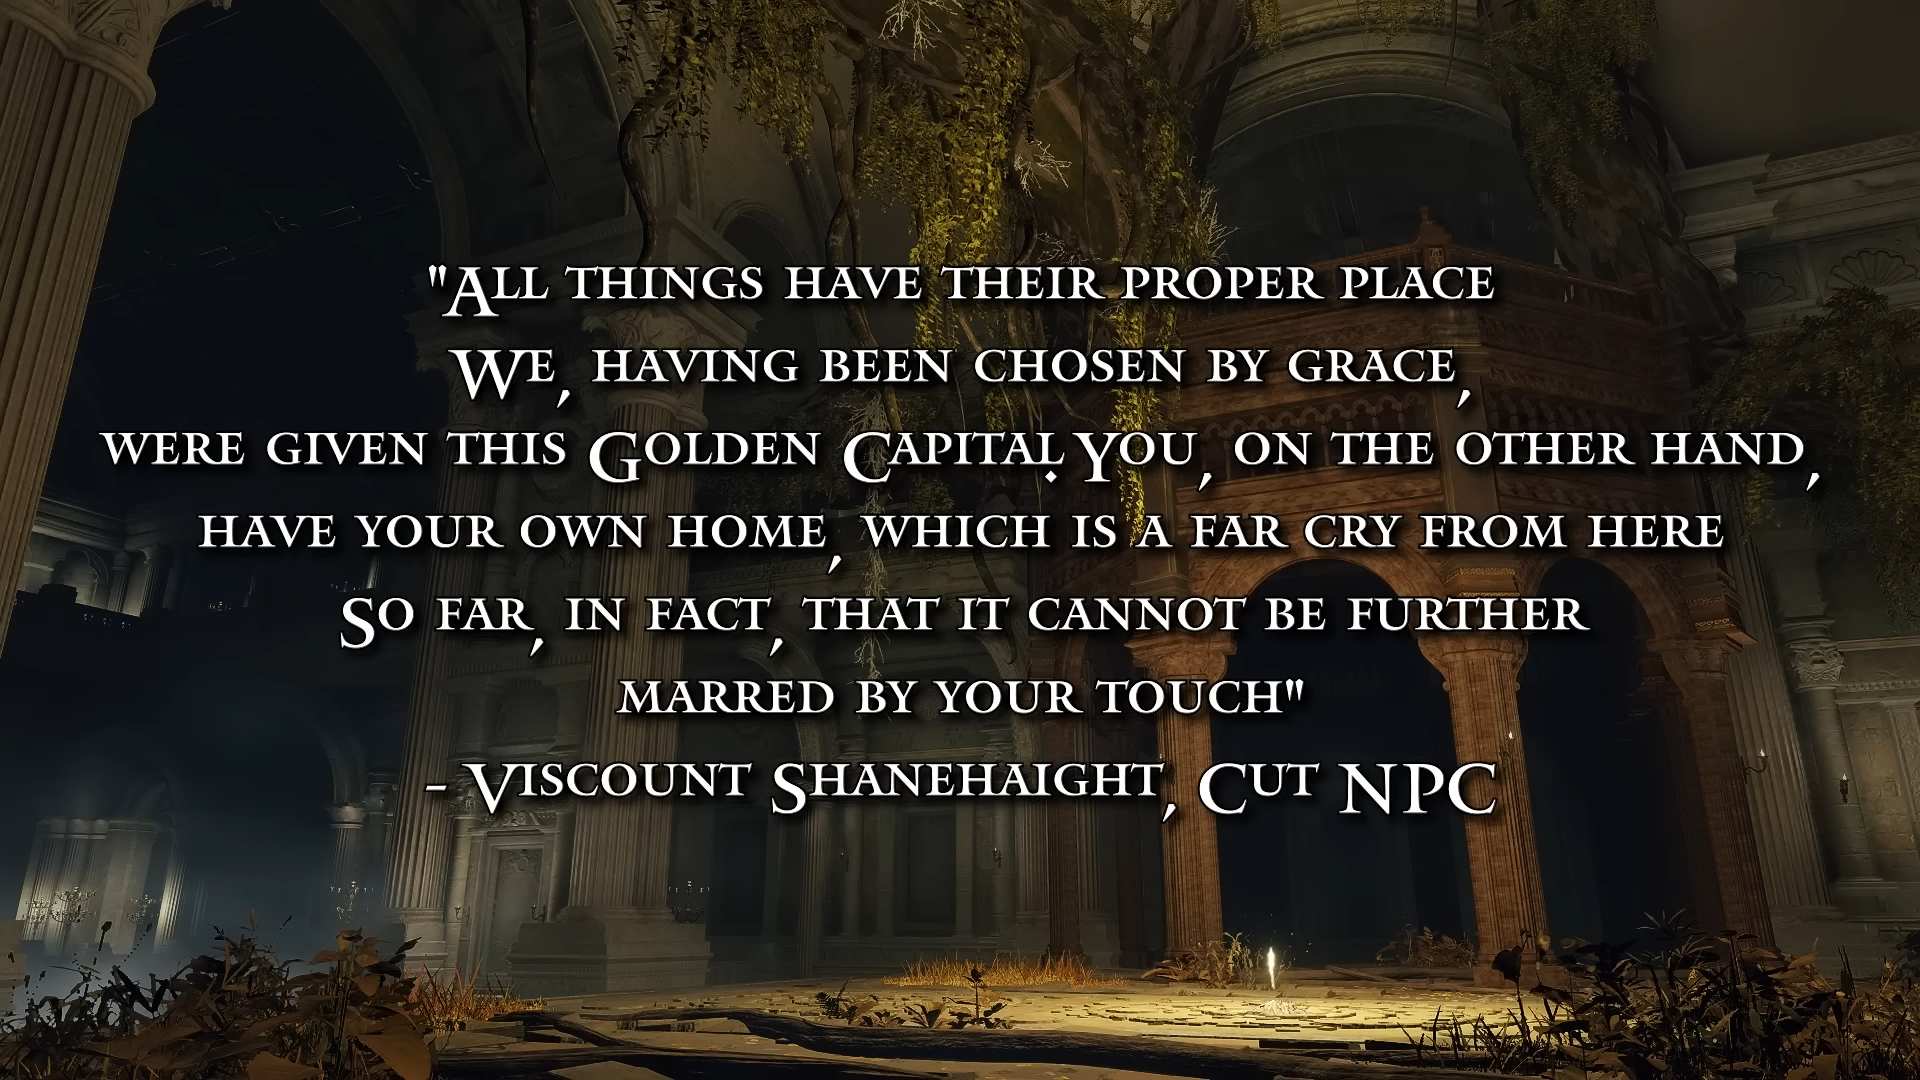 "All things have their proper place
We, having been chosen by grace,
were given this Golden Capital. You, on the other hand,
have your own home, which is a far cry from here
So far, in fact, that it cannot be further
marred by your touch"
- Viscount Shanehaight, Cut NPC